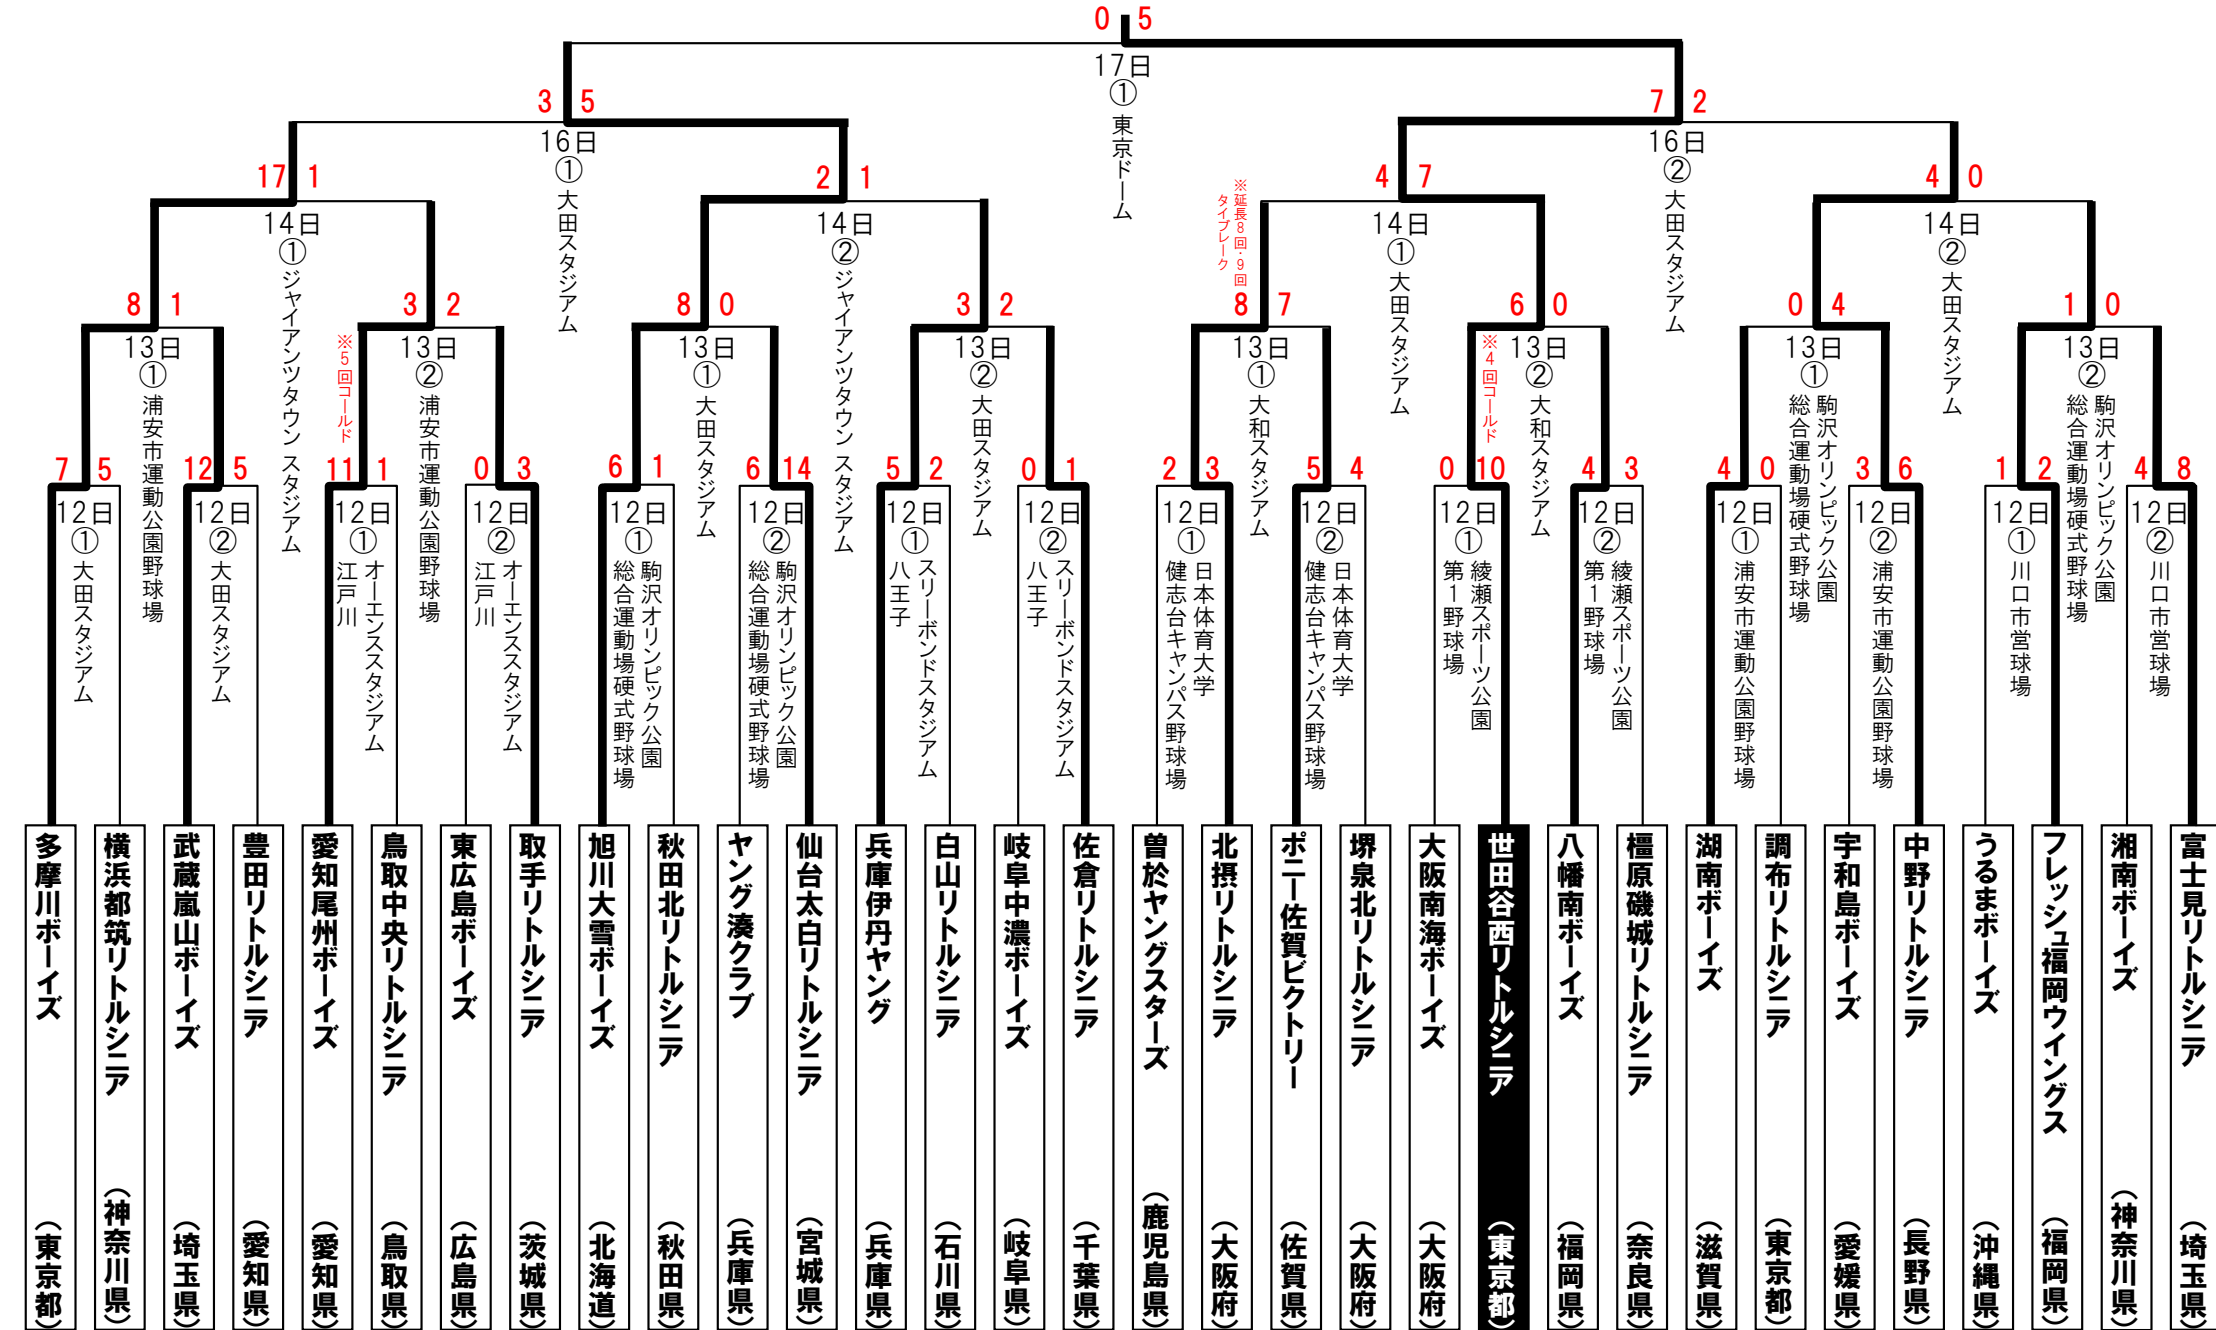 0 5
17日
①
東京ドーム
3 5
16日
①
大田スタジアム
7 2
16日
②
大田スタジアム
17 1
14日
①
ジャイアンツタウン スタジアム
2 1
14日
②
ジャイアンツタウン スタジアム
4 7
14日
①
大田スタジアム
4 0
14日
②
大田スタジアム
8 1
13日
①
浦安市運動公園野球場
3 2
13日
②
浦安市運動公園野球場
8 0
13日
①
大田スタジアム
3 2
13日
②
大田スタジアム
※延長8回・9回
タイブレーク
8 7
13日
①
大和スタジアム
6 0
13日
②
大和スタジアム
0 4
13日
①
駒沢オリンピック公園
総合運動場硬式野球場
1 0
13日
②
駒沢オリンピック公園
総合運動場硬式野球場
7 5
12日
①
大田スタジアム
12 5
12日
②
大田スタジアム
※5回コールド
11 1
12日
①
オーエンススタジアム
江戸川
0 3
12日
②
オーエンススタジアム
江戸川
6 1
12日
①
駒沢オリンピック公園
総合運動場硬式野球場
6 14
12日
②
駒沢オリンピック公園
総合運動場硬式野球場
5 2
12日
①
スリーボンドスタジアム
八王子
0 1
12日
②
スリーボンドスタジアム
八王子
2 3
12日
①
日本体育大学
健志台キャンパス野球場
5 4
12日
②
日本体育大学
健志台キャンパス野球場
※4回コールド
0 10
12日
①
綾瀬スポーツ公園
第1野球場
4 3
12日
②
綾瀬スポーツ公園
第1野球場
4 0
12日
①
浦安市運動公園野球場
3 6
12日
②
浦安市運動公園野球場
1 2
12日
①
川口市営球場
4 8
12日
②
川口市営球場
多摩川ボーイズ (東京都)
横浜都筑リトルシニア (神奈川県)
武蔵嵐山ボーイズ (埼玉県)
豊田リトルシニア (愛知県)
愛知尾州ボーイズ (愛知県)
鳥取中央リトルシニア (鳥取県)
東広島ボーイズ (広島県)
取手リトルシニア (茨城県)
旭川大雪ボーイズ (北海道)
秋田北リトルシニア (秋田県)
ヤング湊クラブ (兵庫県)
仙台太白リトルシニア (宮城県)
兵庫伊丹ヤング (兵庫県)
白山リトルシニア (石川県)
岐阜中濃ボーイズ (岐阜県)
佐倉リトルシニア (千葉県)
曽於ヤングスターズ (鹿児島県)
北摂リトルシニア (大阪府)
ポニー佐賀ビクトリー (佐賀県)
堺泉北リトルシニア (大阪府)
大阪南海ボーイズ (大阪府)
世田谷西リトルシニア (東京都)
八幡南ボーイズ (福岡県)
橿原磯城リトルシニア (奈良県)
湖南ボーイズ (滋賀県)
調布リトルシニア (東京都)
宇和島ボーイズ (愛媛県)
中野リトルシニア (長野県)
うるまボーイズ (沖縄県)
フレッシュ福岡ウイングス (福岡県)
湘南ボーイズ (神奈川県)
富士見リトルシニア (埼玉県)